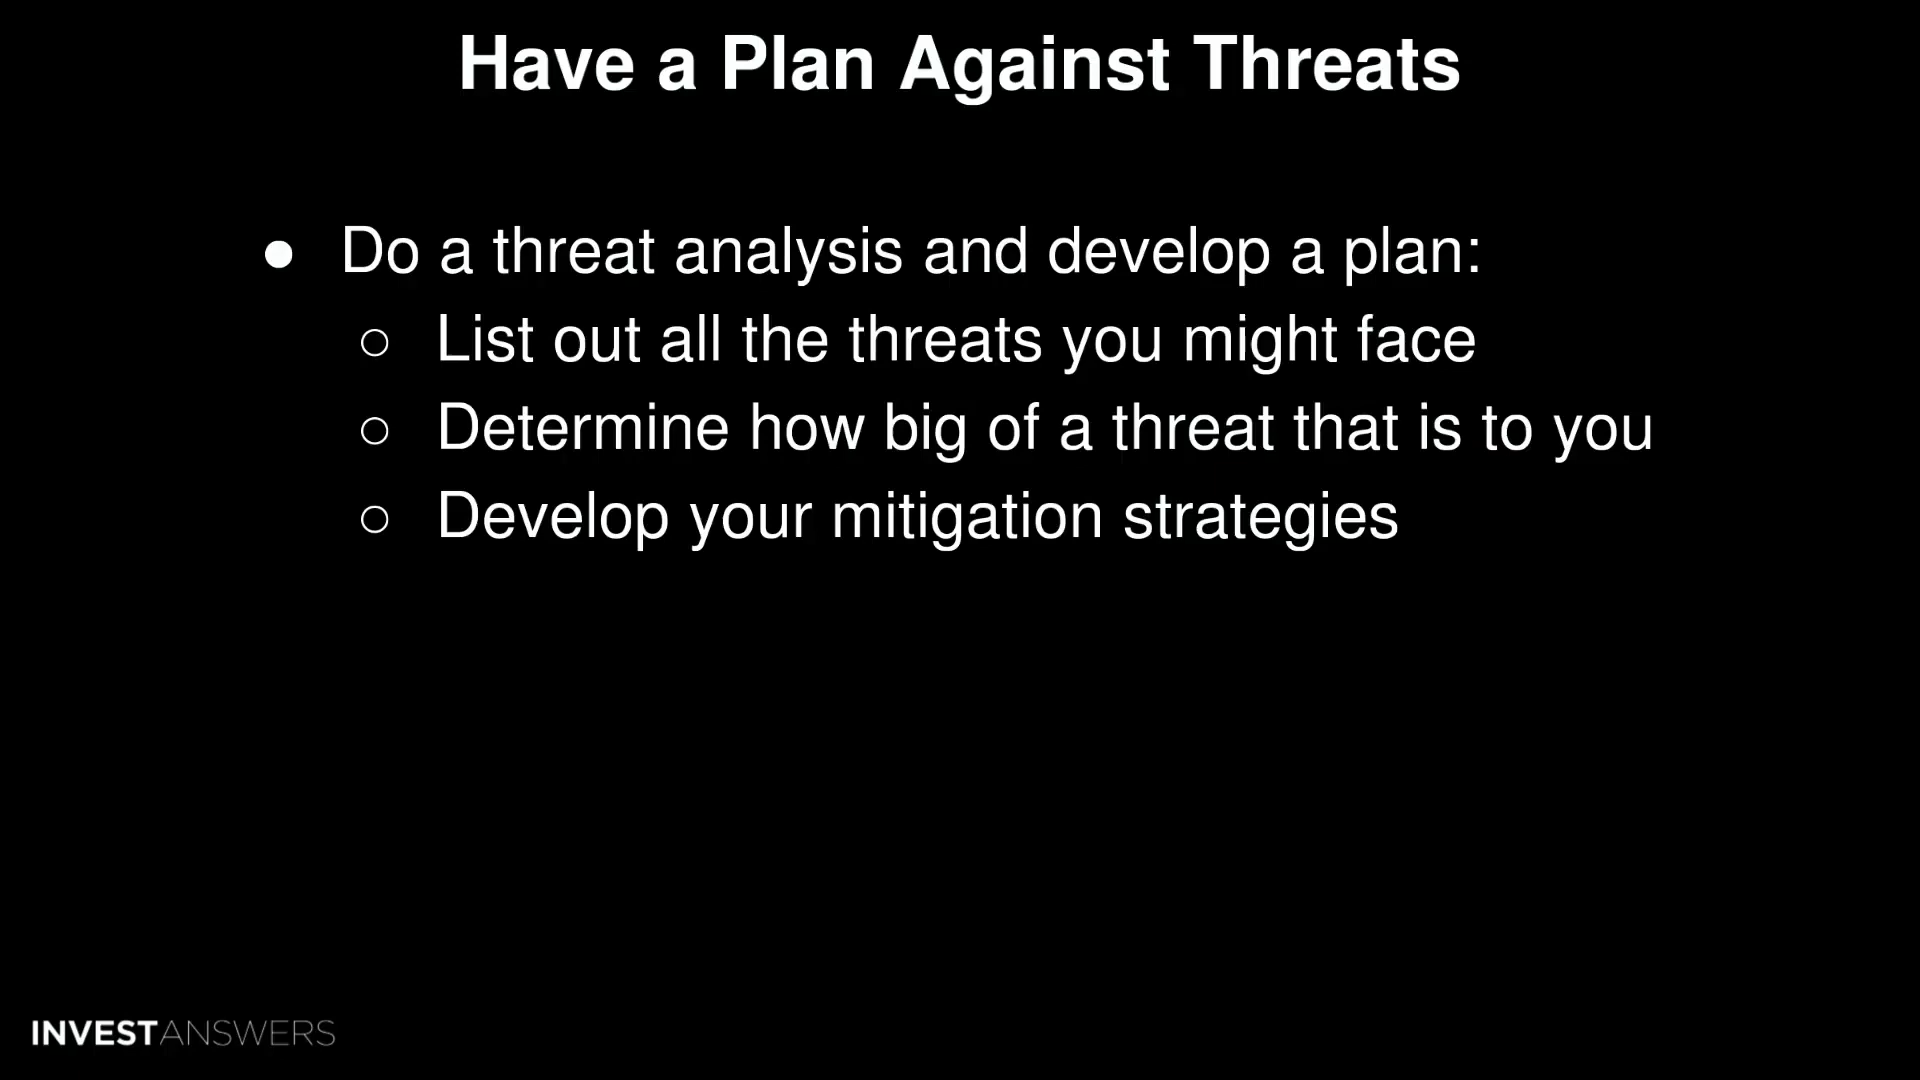 Have a Plan Against Threats
● Do a threat analysis and develop a plan:
○ List out all the threats you might face
○ Determine how big of a threat that is to you
○ Develop your mitigation strategies
INVESTANSWERS